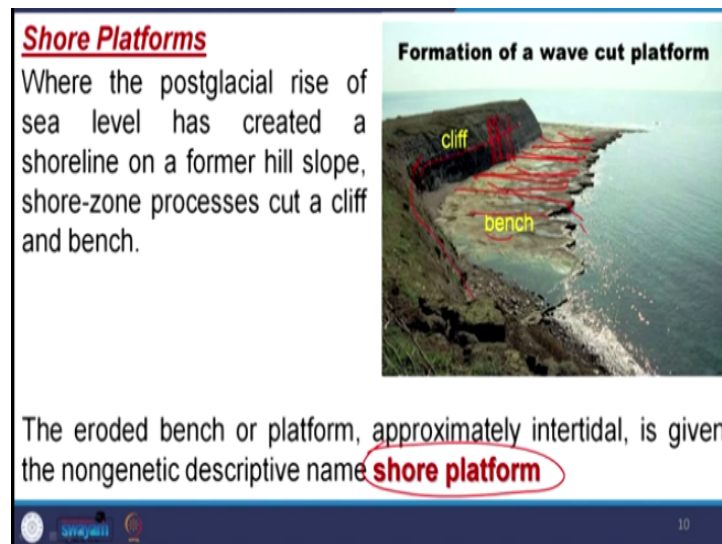 Shore Platforms
Where the postglacial rise of
sea level has created a
shoreline on a former hill slope,
shore-zone processes cut a cliff
and bench.
Formation of a wave cut platform
cliff
bench
The eroded bench or platform, approximately intertidal, is given
the nongenetic descriptive name shore platform
swayam
10